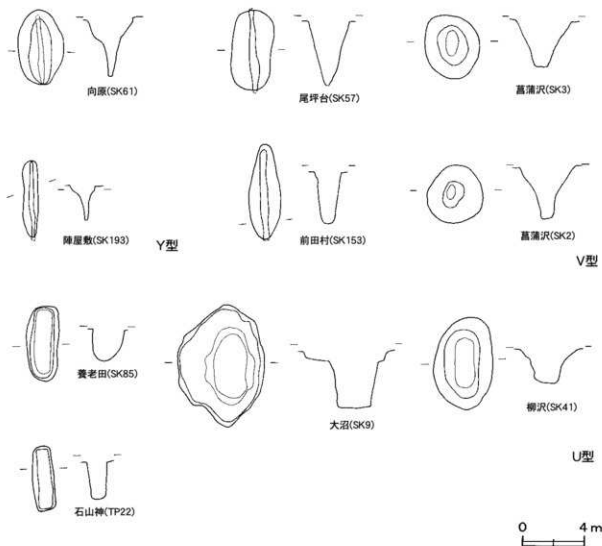 向原(SK61)
尾坪台(SK57)
菖蒲沢(SK3)
陣屋敷(SK193)
Y型
前田村(SK153)
菖蒲沢(SK2)
V型
養老田(SK85)
大沼(SK9)
柳沢(SK41)
U型
石山神(TP22)
0 4 m